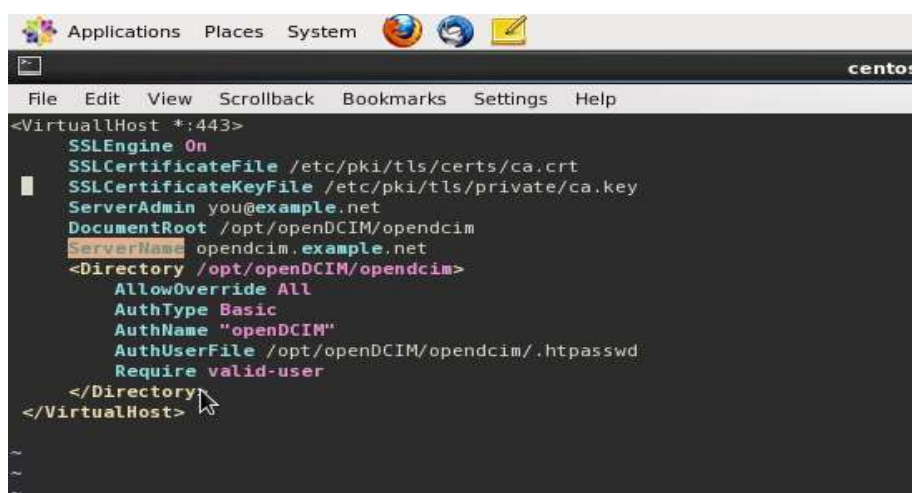 Applications Places System
centos
File Edit View Scrollback Bookmarks Settings Help
<VirtuallHost *:443>
SSLEngine On
SSLCertificateFile /etc/pki/tls/certs/ca.crt
SSLCertificateKeyFile /etc/pki/tls/private/ca.key
ServerAdmin you@example.net
DocumentRoot /opt/openDCIM/opendcim
ServerName opendcim.example.net
<Directory /opt/openDCIM/opendcim>
AllowOverride All
AuthType Basic
AuthName "openDCIM"
AuthUserFile /opt/openDCIM/opendcim/.htpasswd
Require valid-user
</Directory>
</VirtualHost>
~
~
~